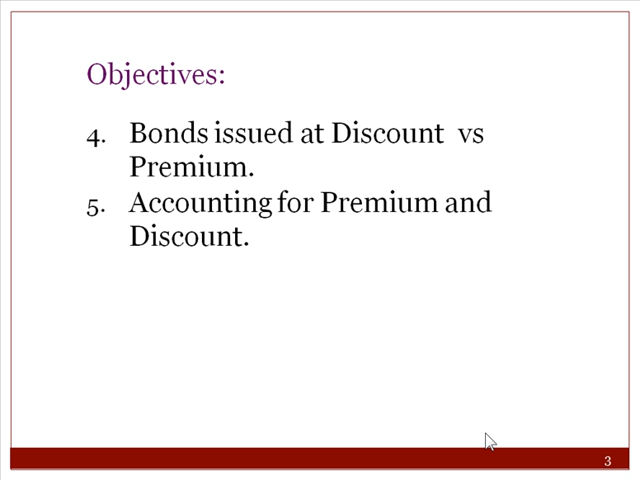 Objectives:
4. Bonds issued at Discount vs
Premium.
5. Accounting for Premium and
Discount.
3